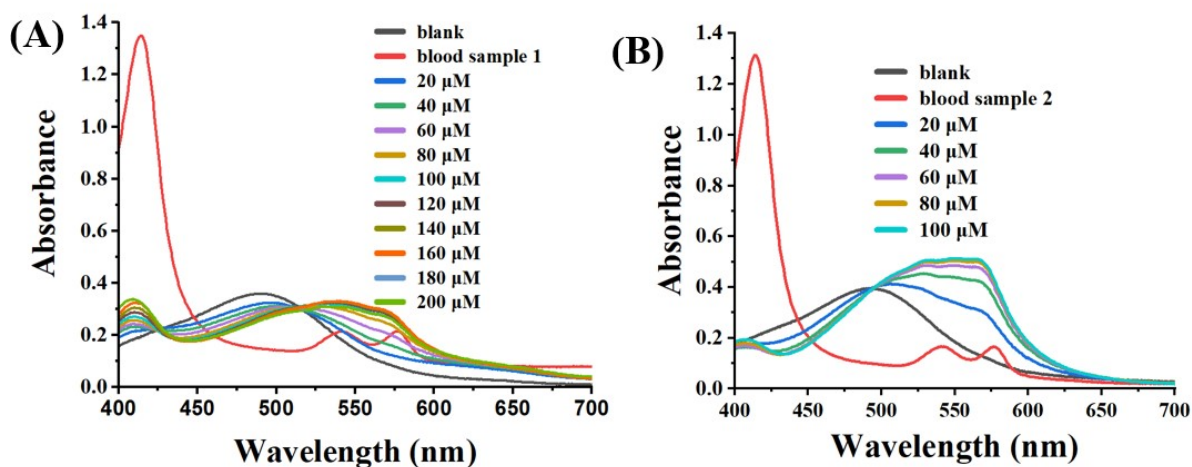 (A)
1.4
1.2
1.0
0.8
0.6
0.4
0.2
0.0
Absorbance
blank
blood sample 1
20 μM
40 μM
60 μM
80 μM
100 μM
120 μM
140 μM
160 μM
180 μM
200 μM
400 450 500 550 600 650 700
Wavelength (nm)
(B)
1.4
1.2
1.0
0.8
0.6
0.4
0.2
0.0
Absorbance
blank
blood sample 2
20 μM
40 μM
60 μM
80 μM
100 μM
400 450 500 550 600 650 700
Wavelength (nm)